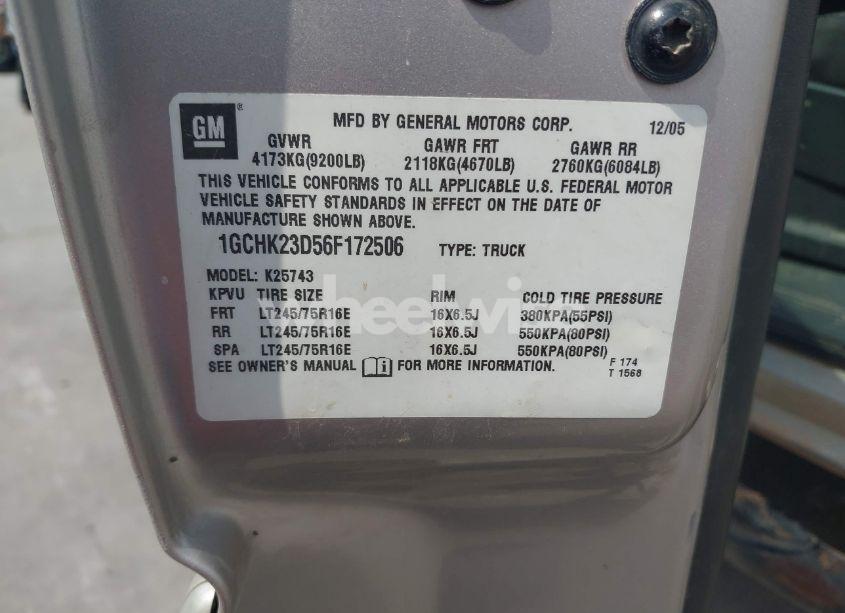 GM ®
MFD BY GENERAL MOTORS CORP. 12/05
GVWR GAWR FRT GAWR RR
4173KG(9200LB) 2118KG(4670LB) 2760KG(6084LB)
THIS VEHICLE CONFORMS TO ALL APPLICABLE U.S. FEDERAL MOTOR
VEHICLE SAFETY STANDARDS IN EFFECT ON THE DATE OF
MANUFACTURE SHOWN ABOVE.
1GCHK23D56F172506 TYPE: TRUCK
MODEL: K25743
KPVU TIRE SIZE RIM COLD TIRE PRESSURE
FRT LT245/75R16E 16X6.5J 380KPA(55PSI)
RR LT245/75R16E 16X6.5J 550KPA(80PSI)
SPA LT245/75R16E 16X6.5J 550KPA(80PSI)
SEE OWNER'S MANUAL i FOR MORE INFORMATION.
F 174
T 1568